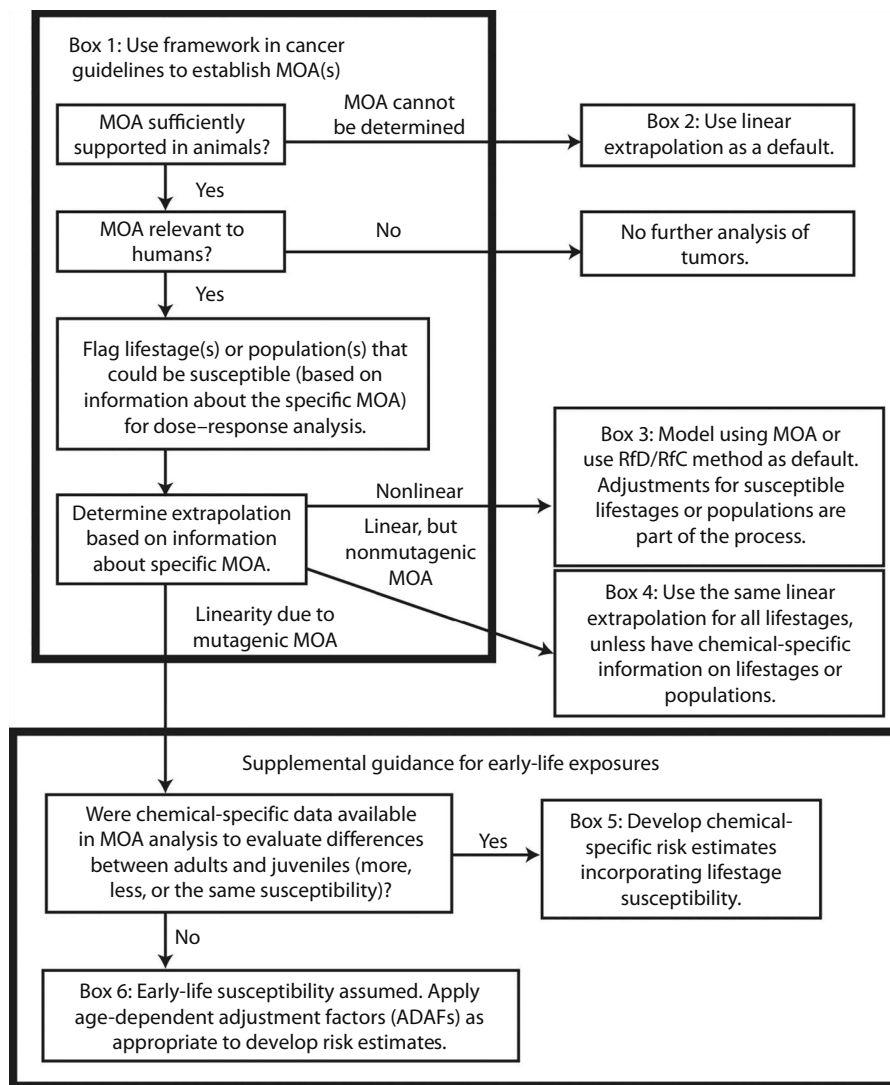 Box 1: Use framework in cancer
guidelines to establish MOA(s)
MOA sufficiently
supported in animals?
MOA cannot
be determined
Box 2: Use linear
extrapolation as a default.
Yes
MOA relevant to
humans?
No
No further analysis of
tumors.
Yes
Flag lifestage(s) or population(s) that
could be susceptible (based on
information about the specific MOA)
for dose–response analysis.
Determine extrapolation
based on information
about specific MOA.
Nonlinear
Linear, but
nonmutagenic
MOA
Box 3: Model using MOA or
use RfD/RfC method as default.
Adjustments for susceptible
lifestages or populations are
part of the process.
Box 4: Use the same linear
extrapolation for all lifestages,
unless have chemical-specific
information on lifestages or
populations.
Linearity due to
mutagenic MOA
Supplemental guidance for early-life exposures
Were chemical-specific data available
in MOA analysis to evaluate differences
between adults and juveniles (more,
less, or the same susceptibility)?
Yes
Box 5: Develop chemical-
specific risk estimates
incorporating lifestage
susceptibility.
No
Box 6: Early-life susceptibility assumed. Apply
age-dependent adjustment factors (ADAFs) as
appropriate to develop risk estimates.